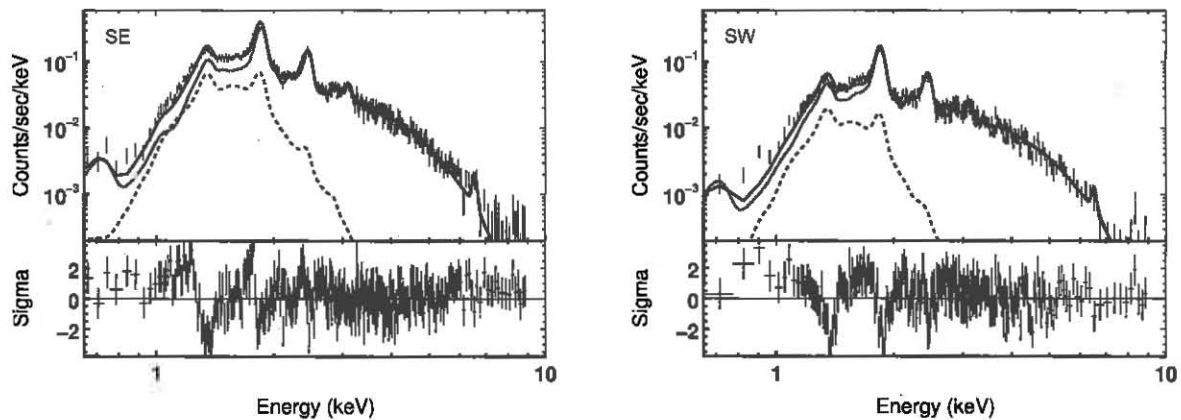 SE
Counts/sec/keV
10⁻¹
10⁻²
10⁻³
Sigma
2
0
−2
1
10
Energy (keV)
SW
Counts/sec/keV
10⁻¹
10⁻²
10⁻³
Sigma
2
0
−2
1
10
Energy (keV)